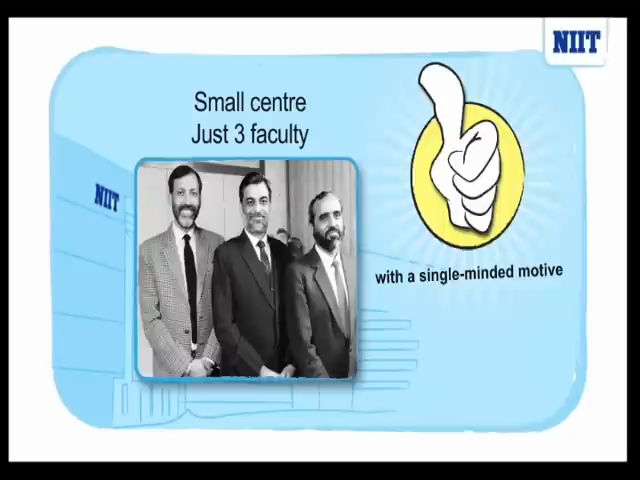 NIIT
Small centre
Just 3 faculty
NIIT
with a single-minded motive